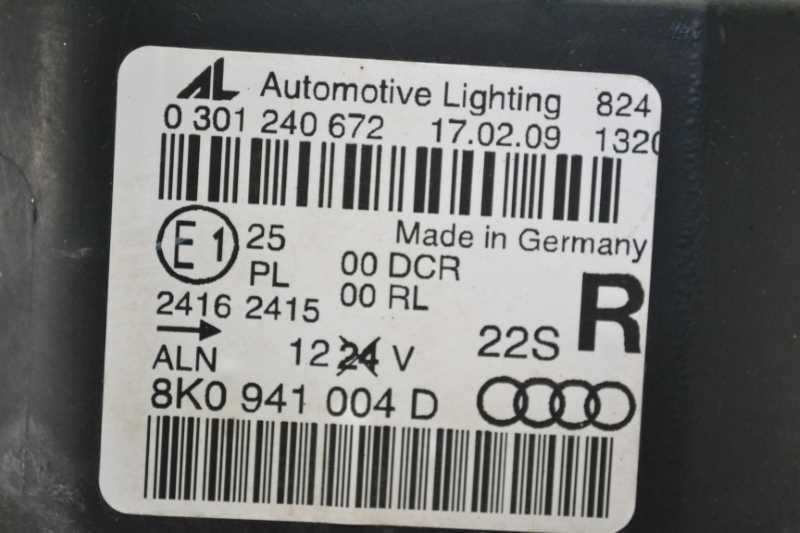 AL Automotive Lighting 824
0 301 240 672 17.02.09 1320
E1 25 Made in Germany
PL 00 DCR
00 RL
2416 2415
R
22S
ALN 12 24 V
8K0 941 004 D